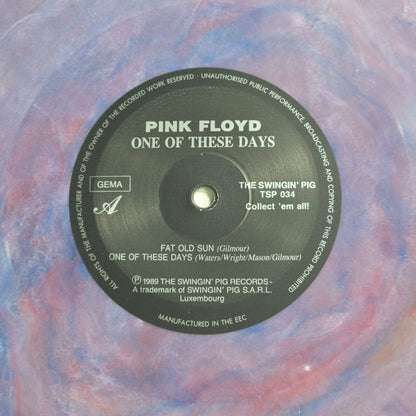 ALL RIGHTS OF THE MANUFACTURER AND OF THE OWNER OF THE RECORDED WORK RESERVED · UNAUTHORISED PUBLIC PERFORMANCE, BROADCASTING AND COPYING OF THIS RECORD PROHIBITED
PINK FLOYD
ONE OF THESE DAYS
GEMA
A
THE SWINGIN' PIG
TSP 034
Collect 'em all!
FAT OLD SUN (Gilmour)
ONE OF THESE DAYS (Waters/Wright/Mason/Gilmour)
℗ 1989 THE SWINGIN' PIG RECORDS -
A trademark of SWINGIN' PIG S.A.R.L.
Luxembourg
MANUFACTURED IN THE EEC